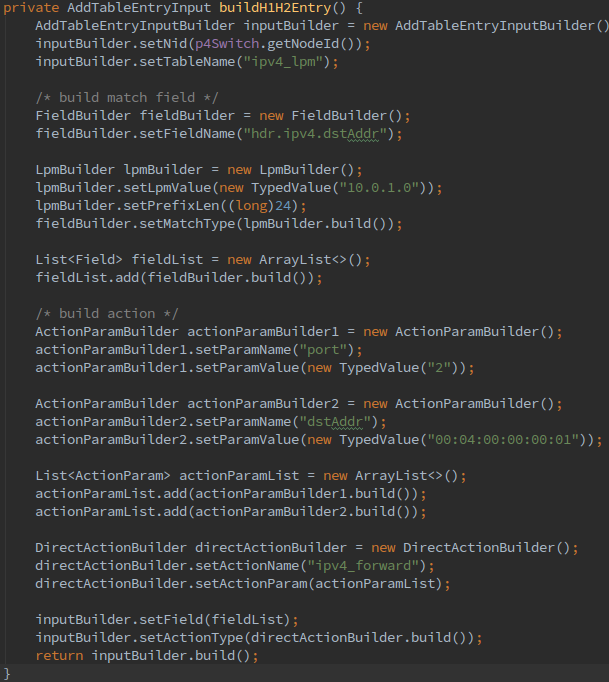 private AddTableEntryInput buildH1H2Entry() {
    AddTableEntryInputBuilder inputBuilder = new AddTableEntryInputBuilder()
    inputBuilder.setNid(p4Switch.getNodeId());
    inputBuilder.setTableName("ipv4_lpm");

    /* build match field */
    FieldBuilder fieldBuilder = new FieldBuilder();
    fieldBuilder.setFieldName("hdr.ipv4.dstAddr");

    LpmBuilder lpmBuilder = new LpmBuilder();
    lpmBuilder.setLpmValue(new TypedValue("10.0.1.0"));
    lpmBuilder.setPrefixLen((long)24);
    fieldBuilder.setMatchType(lpmBuilder.build());

    List<Field> fieldList = new ArrayList<>();
    fieldList.add(fieldBuilder.build());

    /* build action */
    ActionParamBuilder actionParamBuilder1 = new ActionParamBuilder();
    actionParamBuilder1.setParamName("port");
    actionParamBuilder1.setParamValue(new TypedValue("2"));

    ActionParamBuilder actionParamBuilder2 = new ActionParamBuilder();
    actionParamBuilder2.setParamName("dstAddr");
    actionParamBuilder2.setParamValue(new TypedValue("00:04:00:00:00:01"));

    List<ActionParam> actionParamList = new ArrayList<>();
    actionParamList.add(actionParamBuilder1.build());
    actionParamList.add(actionParamBuilder2.build());

    DirectActionBuilder directActionBuilder = new DirectActionBuilder();
    directActionBuilder.setActionName("ipv4_forward");
    directActionBuilder.setActionParam(actionParamList);

    inputBuilder.setField(fieldList);
    inputBuilder.setActionType(directActionBuilder.build());
    return inputBuilder.build();
}